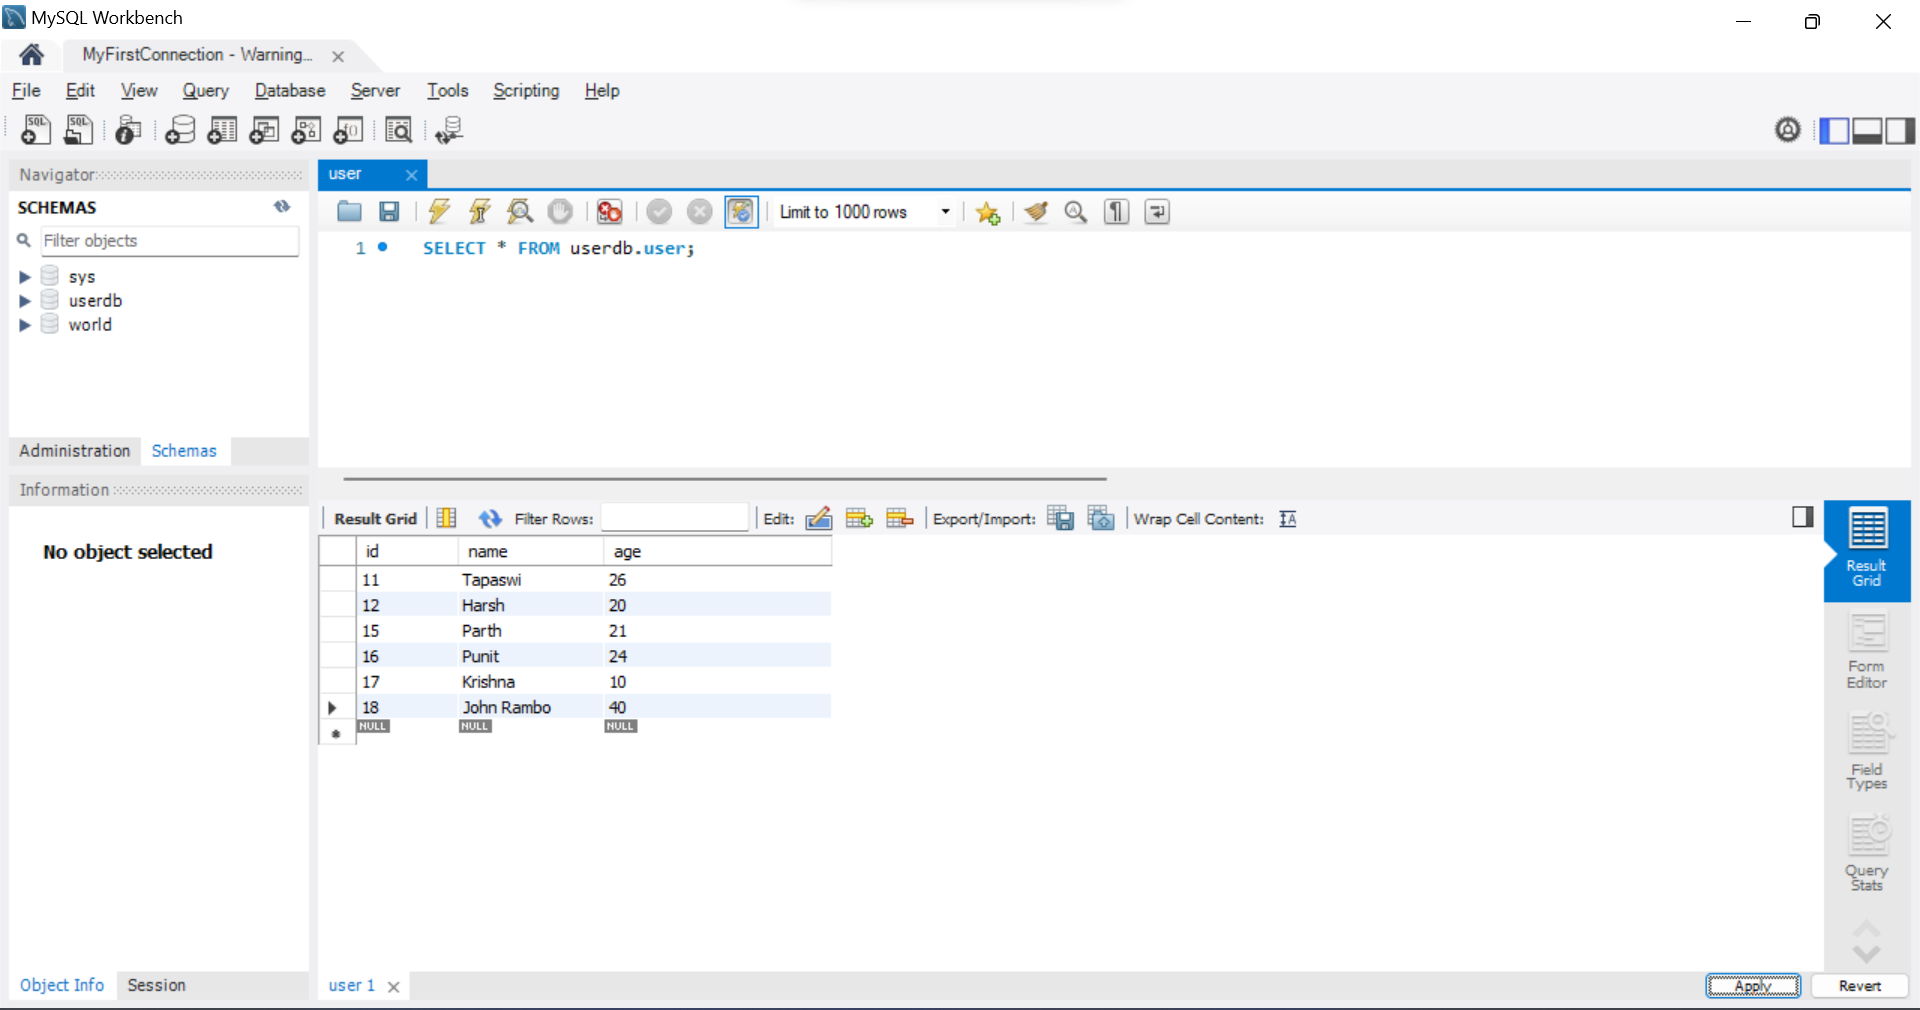 MySQL Workbench
MyFirstConnection - Warning...
File Edit View Query Database Server Tools Scripting Help
Navigator
SCHEMAS
Filter objects
sys
userdb
world
Administration Schemas
Information
No object selected
Object Info Session
user
Limit to 1000 rows
1 SELECT * FROM userdb.user;
Result Grid Filter Rows: Edit: Export/Import: Wrap Cell Content:
id name age
11 Tapaswi 26
12 Harsh 20
15 Parth 21
16 Punit 24
17 Krishna 10
18 John Rambo 40
NULL NULL NULL
Result
Grid
Form
Editor
Field
Types
Query
Stats
user 1
Apply Revert